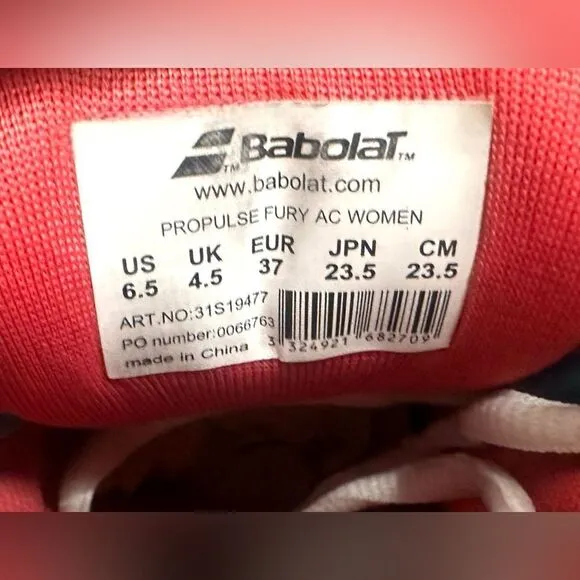 BaboIaT™
www.babolat.com
PROPULSE FURY AC WOMEN
US UK EUR JPN CM
6.5 4.5 37 23.5 23.5
ART.NO:31S19477
PO number:0066763
made in China
3 324921 682709